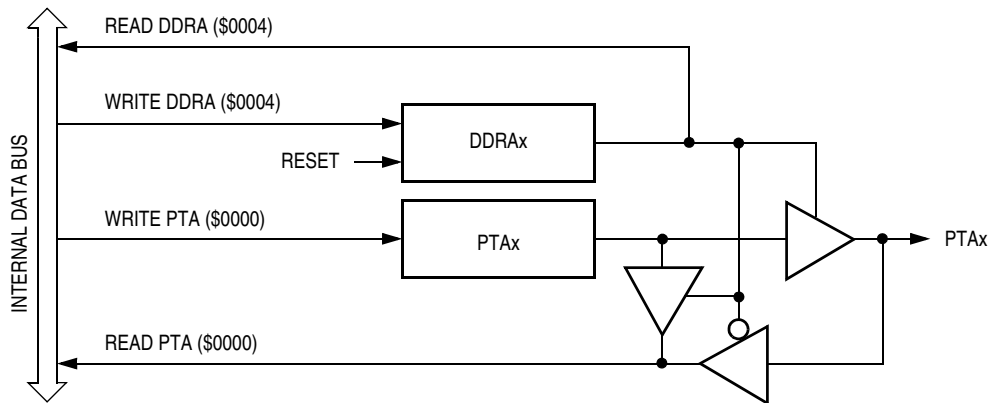 READ DDRA ($0004)
WRITE DDRA ($0004)
DDRAx
RESET
INTERNAL DATA BUS
WRITE PTA ($0000)
PTAx
PTAx
READ PTA ($0000)